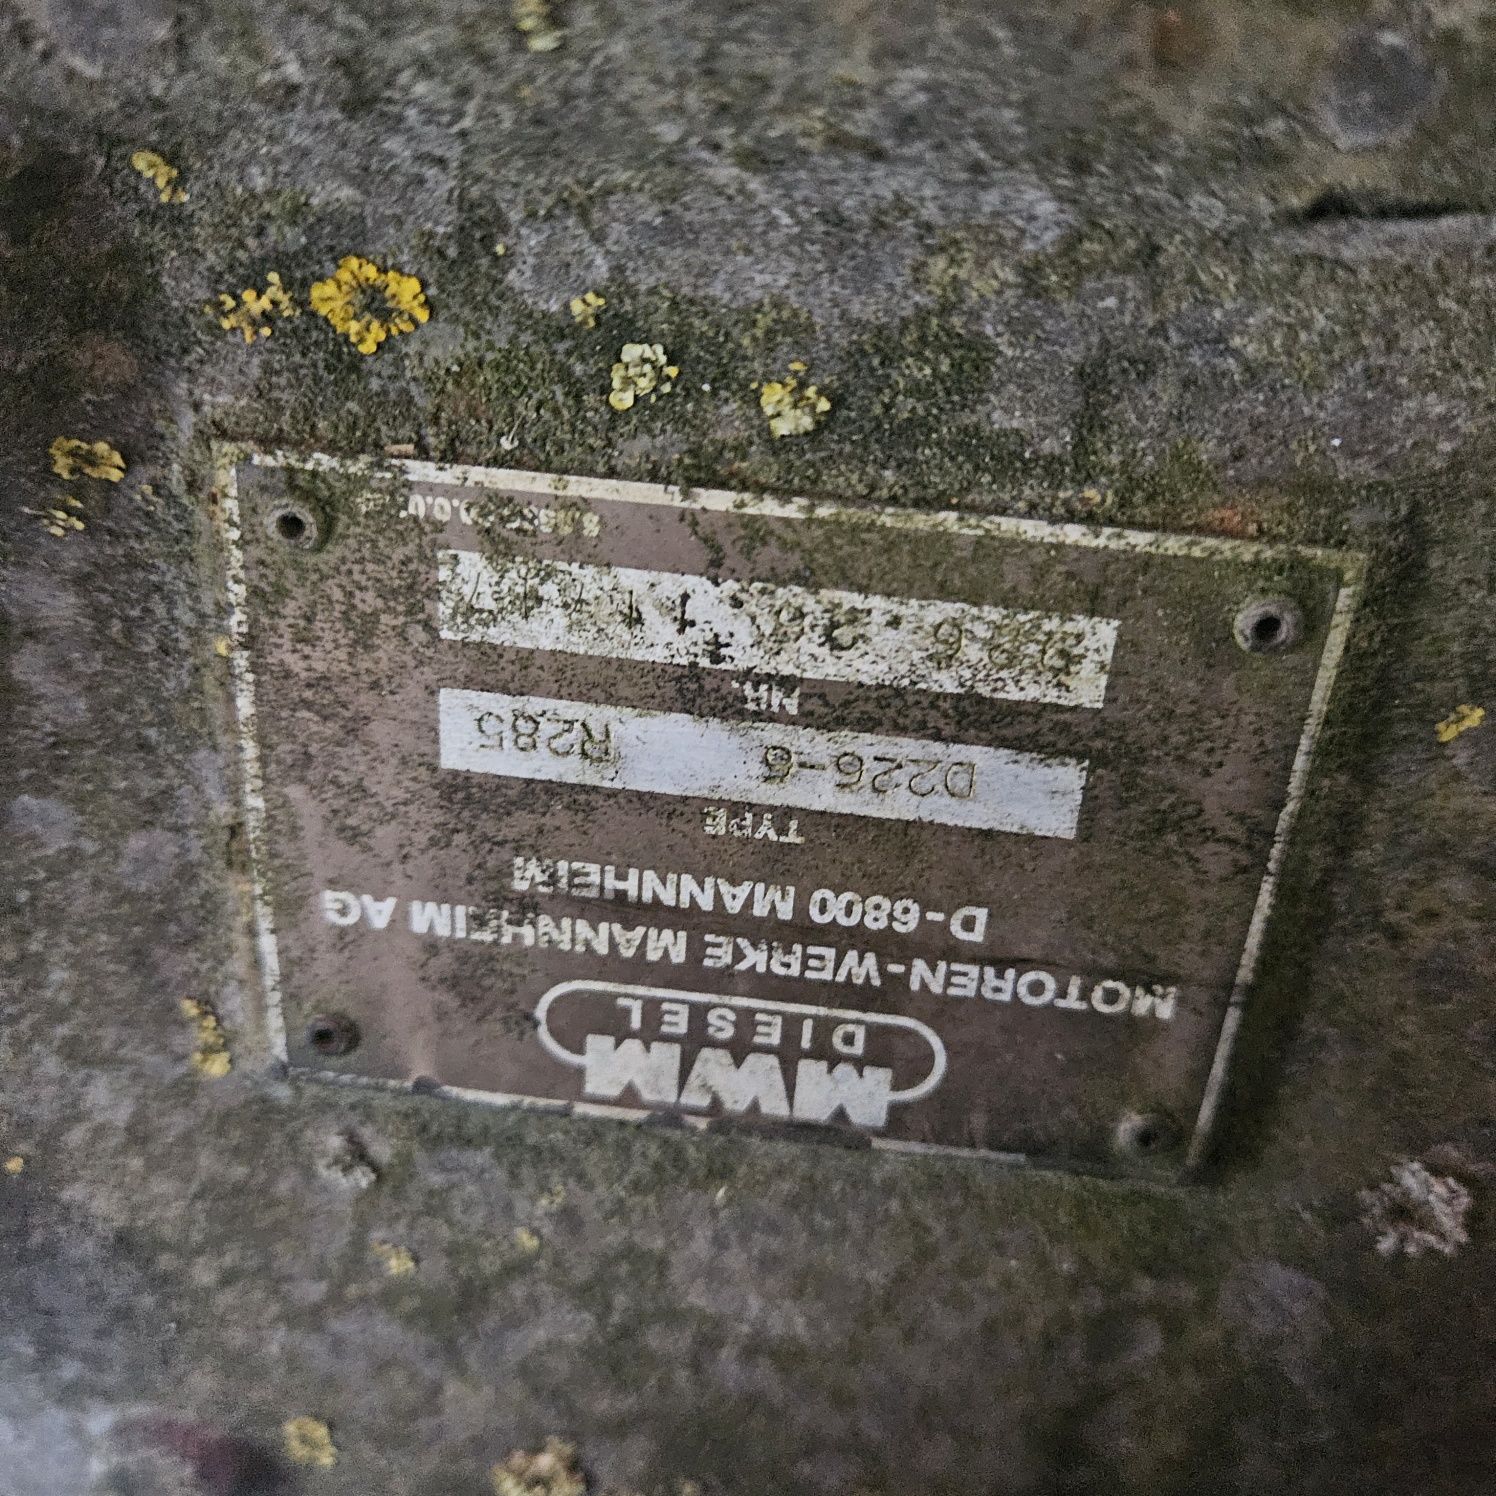 MWM
DIESEL
MOTOREN-WERKE MANNHEIM AG
D-6800 MANNHEIM
TYPE
D226-6 R285
NR.